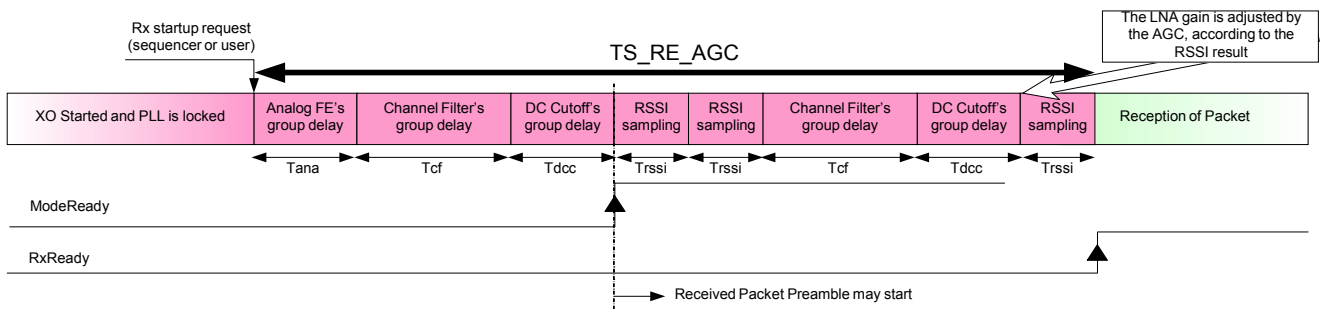 Rx startup request
(sequencer or user)
TS_RE_AGC
The LNA gain is adjusted by
the AGC, according to the
RSSI result
XO Started and PLL is locked
Analog FE's
group delay
Channel Filter's
group delay
DC Cutoff's
group delay
RSSI
sampling
RSSI
sampling
Channel Filter's
group delay
DC Cutoff's
group delay
RSSI
sampling
Reception of Packet
Tana
Tcf
Tdcc
Trssi
Trssi
Tcf
Tdcc
Trssi
ModeReady
RxReady
Received Packet Preamble may start